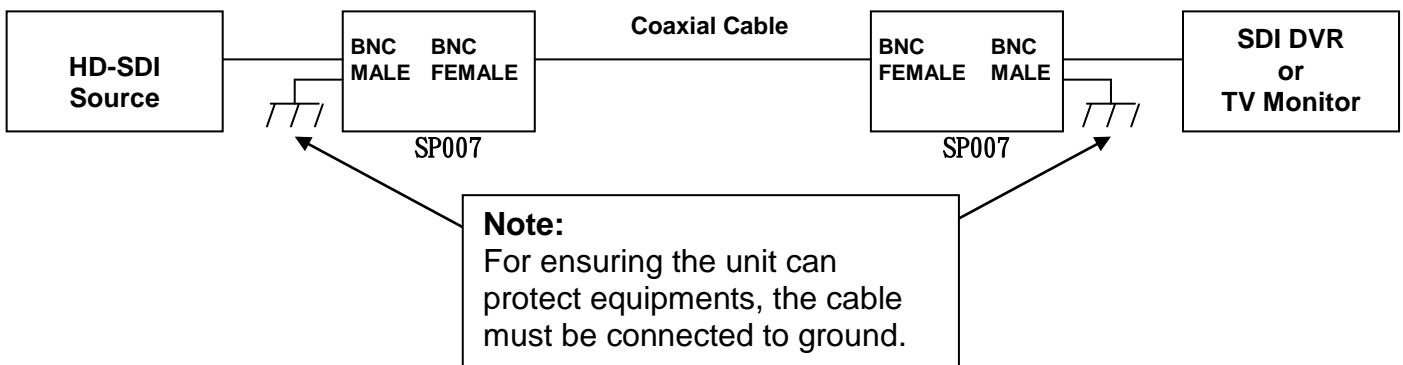 HD-SDI
Source
BNC BNC
MALE FEMALE
SP007
Coaxial Cable
BNC BNC
FEMALE MALE
SP007
SDI DVR
or
TV Monitor
Note:
For ensuring the unit can
protect equipments, the cable
must be connected to ground.